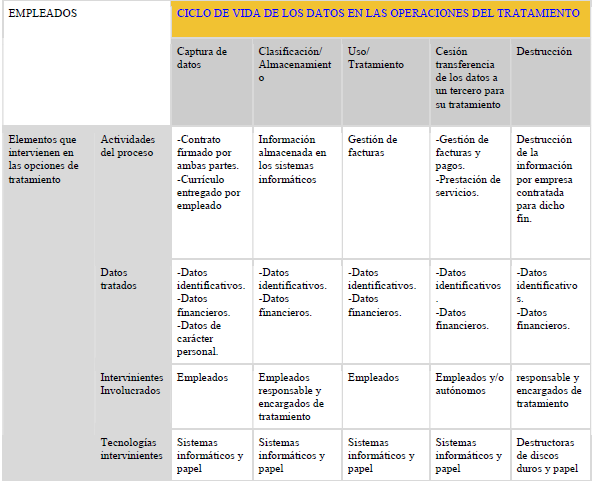 EMPLEADOS
CICLO DE VIDA DE LOS DATOS EN LAS OPERACIONES DEL TRATAMIENTO
Captura de
datos
Clasificación/
Almacenamient
o
Uso/
Tratamiento
Cesión
transferencia
de los datos a
un tercero para
su tratamiento
Destrucción
Elementos que
intervienen en
las opciones de
tratamiento
Actividades
del proceso
-Contrato
firmado por
ambas partes.
-Currículo
entregado por
empleado
Información
almacenada en
los sistemas
informáticos
Gestión de
facturas
-Gestión de
facturas y
pagos.
-Prestación de
servicios.
Destrucción
de la
información
por empresa
contratada
para dicho
fin.
Datos
tratados
-Datos
identificativos.
-Datos
financieros.
-Datos de
carácter
personal.
-Datos
identificativos.
-Datos
financieros.
-Datos
identificativos.
-Datos
financieros.
-Datos
identificativos
.
-Datos
financieros.
-Datos
identificativo
s.
-Datos
financieros.
Intervinientes
Involucrados
Empleados
Empleados
responsable y
encargados de
tratamiento
Empleados
Empleados y/o
autónomos
responsable y
encargados de
tratamiento
Tecnologías
intervinientes
Sistemas
informáticos y
papel
Sistemas
informáticos y
papel
Sistemas
informáticos y
papel
Sistemas
informáticos y
papel
Destructoras
de discos
duros y papel